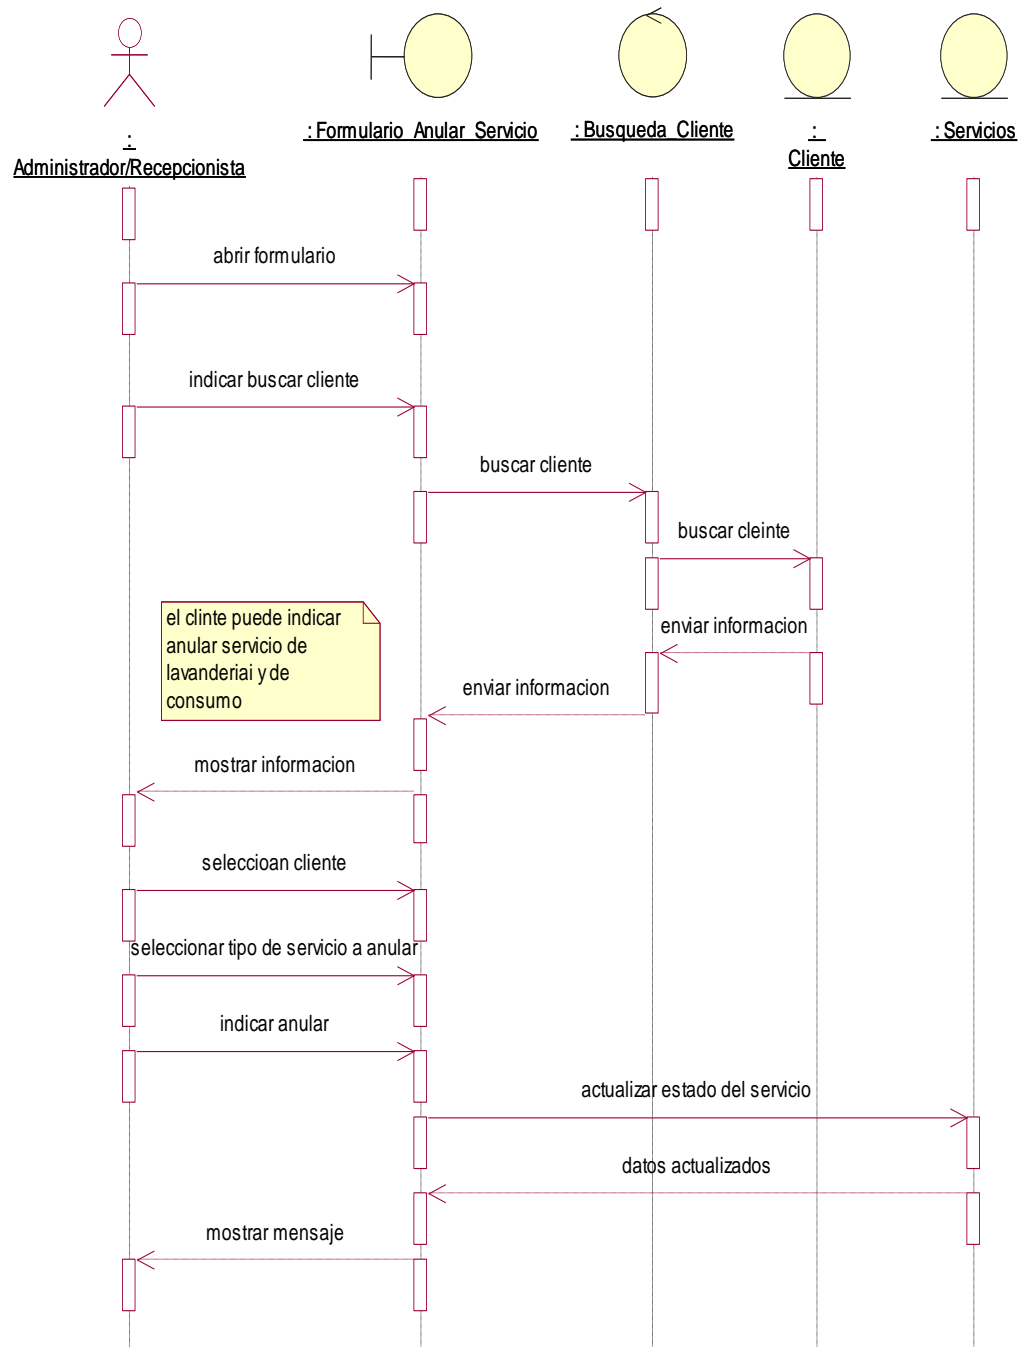 :
Administrador/Recepcionista
: Formulario_Anular_Servicio
: Busqueda_Cliente
:
Cliente
: Servicios
abrir formulario
indicar buscar cliente
buscar cliente
buscar cleinte
el clinte puede indicar
anular servicio de
lavanderiai y de
consumo
enviar informacion
enviar informacion
mostrar informacion
seleccioan cliente
seleccionar tipo de servicio a anular
indicar anular
actualizar estado del servicio
datos actualizados
mostrar mensaje